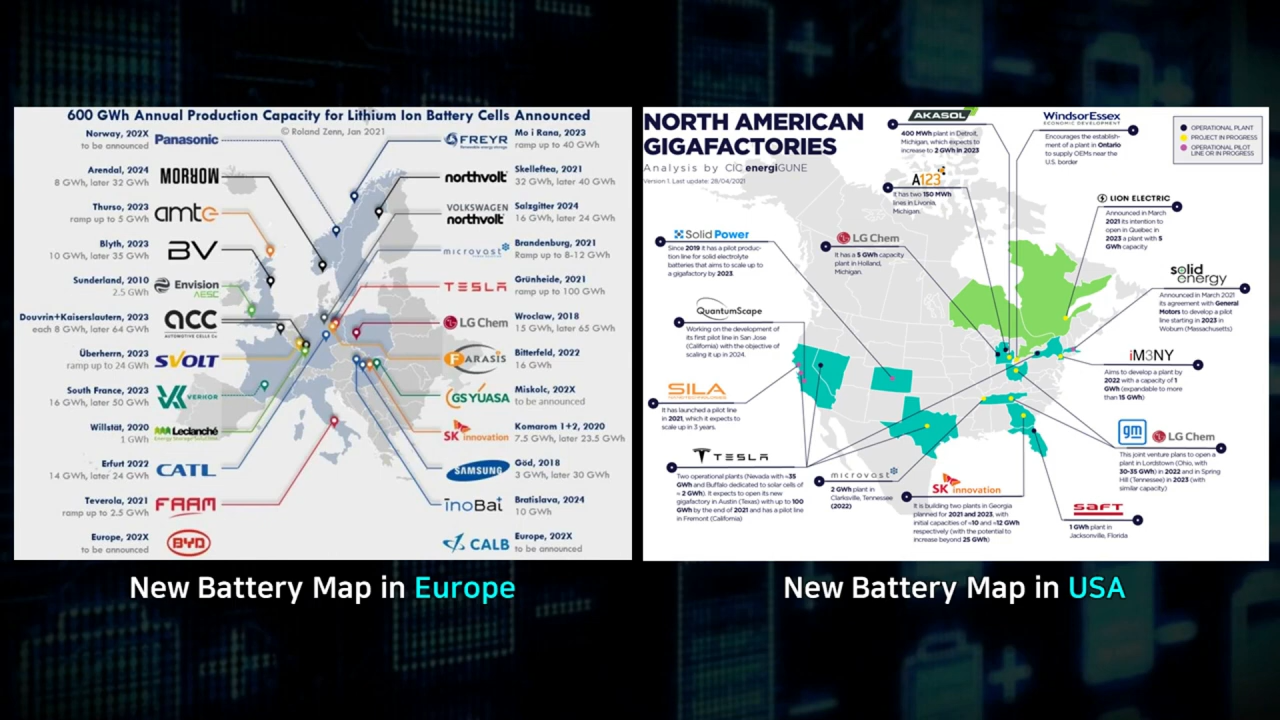 600 GWh Annual Production Capacity for Lithium Ion Battery Cells Announced
© Roland Zenn, Jan 2021
Norway, 202X
to be announced
Panasonic
Arendal, 2024
8 GWh, later 32 GWh
MORROW
Thurso, 2023
ramp up to 5 GWh
amte
Blyth, 2023
10 GWh, later 35 GWh
BV
Sunderland, 2010
2.5 GWh
Envision
AESC
Douvrin+Kaiserslautern, 2023
each 8 GWh, later 64 GWh
acc
AUTOMOTIVE CELLS Co
Überherrn, 2023
ramp up to 24 GWh
SVOLT
South France, 2023
16 GWh, later 50 GWh
VERKOR
Willstät, 2020
1 GWh
Leclanché
Erfurt 2022
14 GWh, later 24 GWh
CATL
Teverola, 2021
ramp up to 2.5 GWh
FAAM
Europe, 202X
to be announced
BYD
FREYR
Mo i Rana, 2023
ramp up to 40 GWh
northvolt
Skelleftea, 2021
32 GWh, later 40 GWh
VOLKSWAGEN
northvolt
Salzgitter 2024
16 GWh, later 24 GWh
microvast
Brandenburg, 2021
Ramp up to 8-12 GWh
TESLA
Grünheide, 2021
ramp up to 100 GWh
LG Chem
Wroclaw, 2018
15 GWh, later 65 GWh
FARASIS
Bitterfeld, 2022
16 GWh
GS YUASA
Miskolc, 202X
to be announced
SK innovation
Komarom 1+2, 2020
7.5 GWh, later 23.5 GWh
SAMSUNG
Göd, 2018
3 GWh, later 30 GWh
inoBat
Bratislava, 2024
10 GWh
CALB
Europe, 202X
to be announced
New Battery Map in Europe
NORTH AMERICAN
GIGAFACTORIES
Analysis by CIC energiGUNE
Version 1. Last update: 28/04/2021
AKASOL
400 MWh plant in Detroit,
Michigan, which expects to
increase to 2 GWh in 2023
WindsorEssex
ECONOMIC DEVELOPMENT
Encourages the establish-
ment of a plant in Ontario
to supply OEMs near the
U.S. border
OPERATIONAL PLANT
PROJECT IN PROGRESS
OPERATIONAL PILOT
LINE OR IN PROGRESS
A123
It has two 150 MWh
lines in Livonia,
Michigan.
LION ELECTRIC
Announced in March
2021 its intention to
open in Quebec in
2023 a plant with 5
GWh capacity
Solid Power
Since 2019 it has a pilot produc-
tion line for solid electrolyte
batteries that aims to scale up to
a gigafactory by 2023.
LG Chem
It has a 5 GWh capacity
plant in Holland,
Michigan.
solid
energy
Announced in March 2021
its agreement with General
Motors to develop a pilot
line starting in 2023 in
Woburn (Massachusetts)
QuantumScape
Working on the development of
its first pilot line in San Jose
(California) with the objective of
scaling it up in 2024.
iM3NY
Aims to develop a plant by
2022 with a capacity of 1
GWh (expandable to more
than 15 GWh)
SILA
It has launched a pilot line
in 2021, which it expects to
scale up in 3 years.
gm
LG Chem
This joint venture plans to open a
plant in Lordstown (Ohio, with
30-35 GWh) in 2022 and in Spring
Hill (Tennessee) in 2023 (with
similar capacity)
TESLA
Two operational plants (Nevada with ≈35
GWh and Buffalo dedicated to solar cells of
≈ 2 GWh). It expects to open its new
gigafactory in Austin (Texas) with up to 100
GWh by the end of 2021 and has a pilot line
in Fremont (California)
microvast
2 GWh plant in
Clarksville, Tennessee
(2022)
SK innovation
It is building two plants in Georgia
planned for 2021 and 2023, with
initial capacities of ≈10 and ≈12 GWh
respectively (with the potential to
increase beyond 25 GWh)
saft
1 GWh plant in
Jacksonville, Florida
New Battery Map in USA